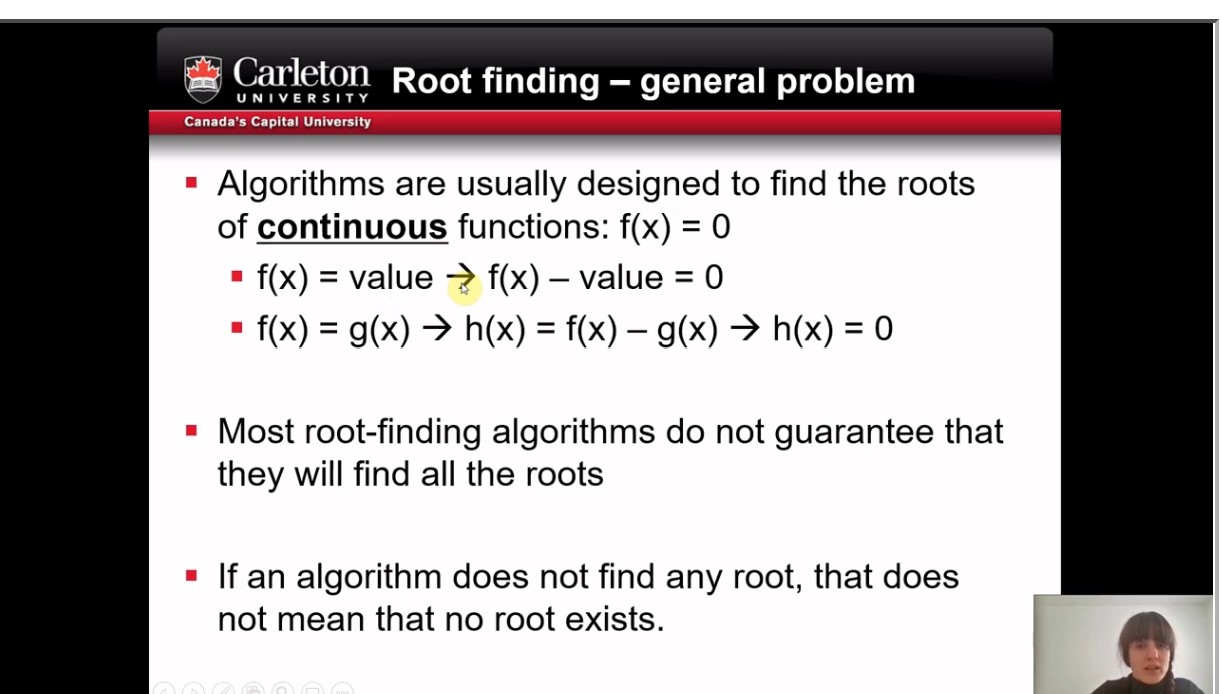 Carleton
UNIVERSITY
Canada's Capital University
Root finding – general problem
▪ Algorithms are usually designed to find the roots
of continuous functions: f(x) = 0
▪ f(x) = value → f(x) – value = 0
▪ f(x) = g(x) → h(x) = f(x) – g(x) → h(x) = 0
▪ Most root-finding algorithms do not guarantee that
they will find all the roots
▪ If an algorithm does not find any root, that does
not mean that no root exists.